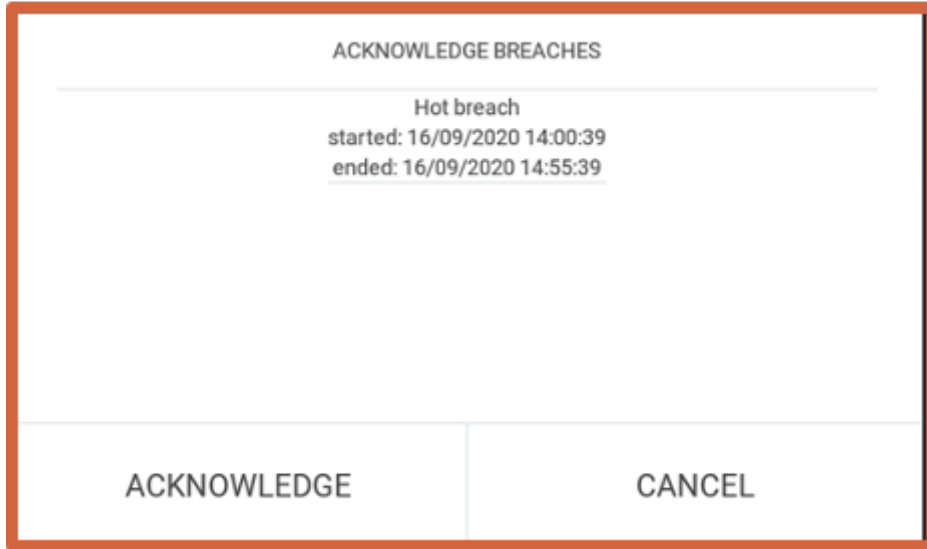 ACKNOWLEDGE BREACHES
Hot breach
started: 16/09/2020 14:00:39
ended: 16/09/2020 14:55:39
ACKNOWLEDGE
CANCEL